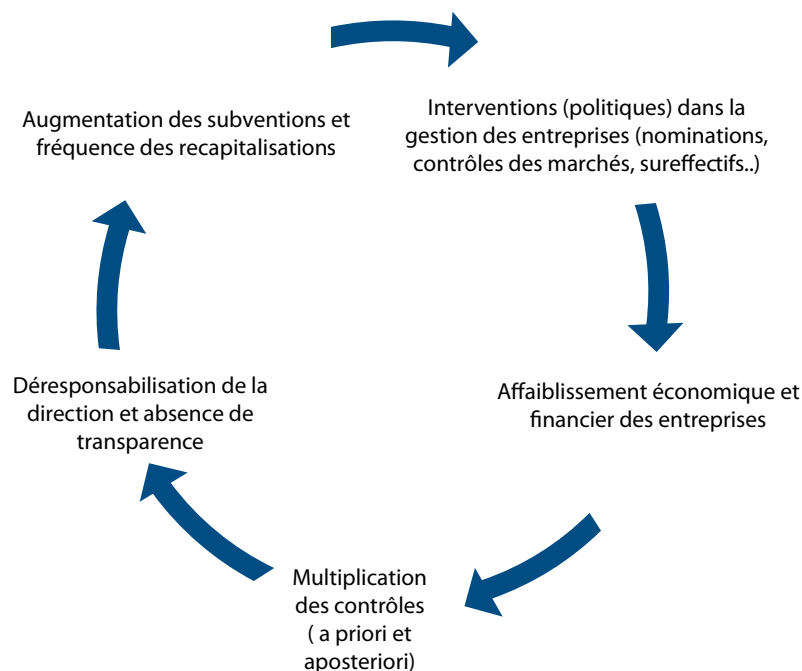 Augmentation des subventions et
fréquence des recapitalisations
Interventions (politiques) dans la
gestion des entreprises (nominations,
contrôles des marchés, sureffectifs..)
Affaiblissement économique et
financier des entreprises
Multiplication
des contrôles
( a priori et
aposteriori)
Déresponsabilisation de la
direction et absence de
transparence